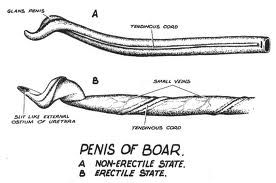 A
GLANS PENIS
TENDINOUS CORD
B
SMALL VEINS
SLIT LIKE EXTERNAL
OSTIUM OF URETHRA
TENDINOUS CORD
PENIS OF BOAR.
A NON-ERECTILE STATE.
B ERECTILE STATE.